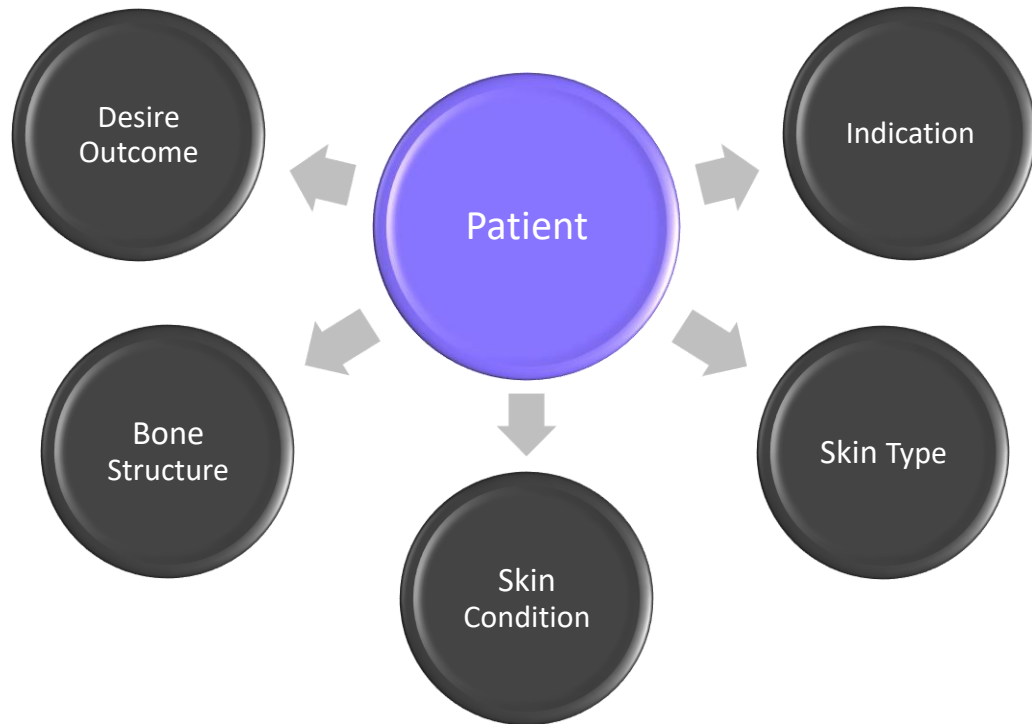 Desire
Outcome
Indication
Patient
Bone
Structure
Skin Type
Skin
Condition